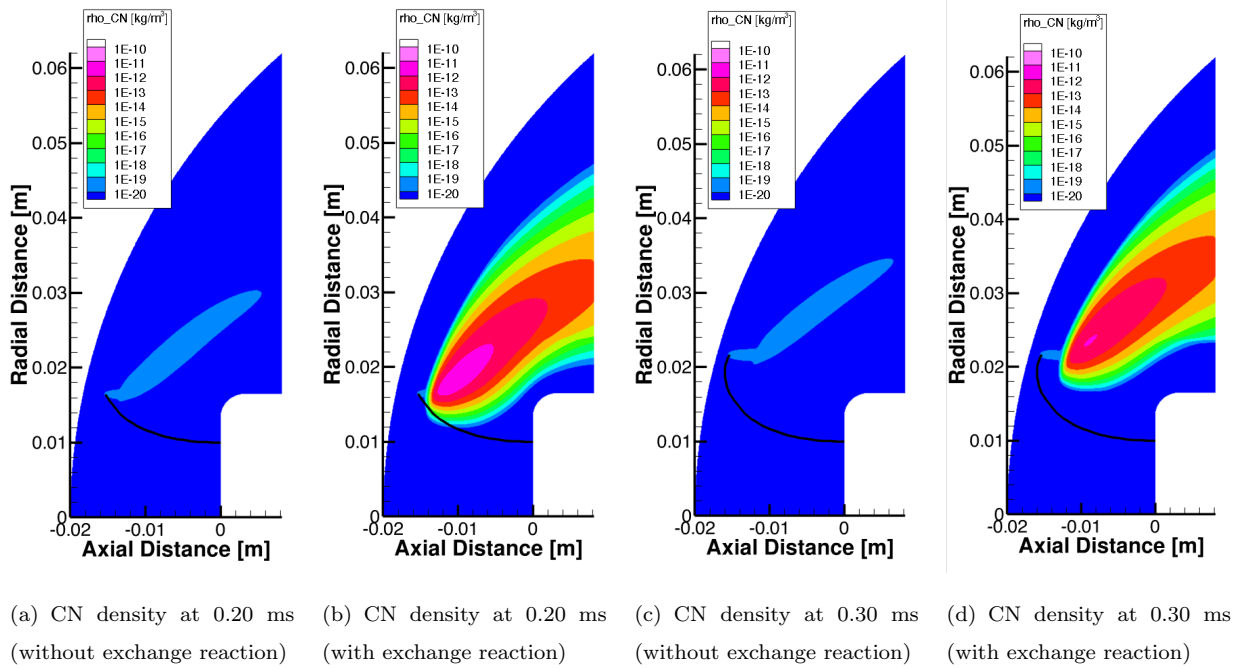 rho_CN [kg/m³]
1E-10
1E-11
1E-12
1E-13
1E-14
1E-15
1E-16
1E-17
1E-18
1E-19
1E-20
0.06
0.05
0.04
0.03
0.02
0.01
0
Radial Distance [m]
-0.02 -0.01 0
Axial Distance [m]
rho_CN [kg/m³]
1E-10
1E-11
1E-12
1E-13
1E-14
1E-15
1E-16
1E-17
1E-18
1E-19
1E-20
0.06
0.05
0.04
0.03
0.02
0.01
0
Radial Distance [m]
-0.02 -0.01 0
Axial Distance [m]
rho_CN [kg/m³]
1E-10
1E-11
1E-12
1E-13
1E-14
1E-15
1E-16
1E-17
1E-18
1E-19
1E-20
0.06
0.05
0.04
0.03
0.02
0.01
0
Radial Distance [m]
-0.02 -0.01 0
Axial Distance [m]
rho_CN [kg/m³]
1E-10
1E-11
1E-12
1E-13
1E-14
1E-15
1E-16
1E-17
1E-18
1E-19
1E-20
0.06
0.05
0.04
0.03
0.02
0.01
0
Radial Distance [m]
-0.02 -0.01 0
Axial Distance [m]
(a) CN density at 0.20 ms
(without exchange reaction)
(b) CN density at 0.20 ms
(with exchange reaction)
(c) CN density at 0.30 ms
(without exchange reaction)
(d) CN density at 0.30 ms
(with exchange reaction)